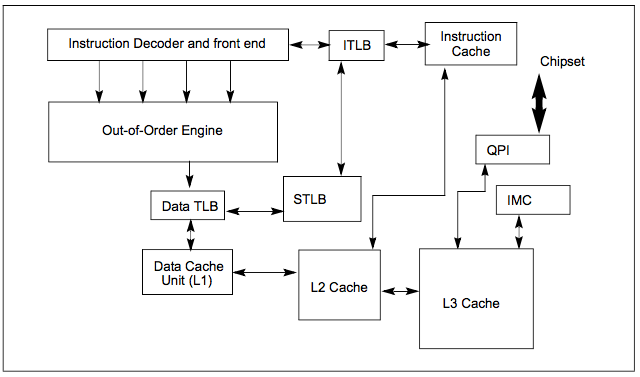 Instruction Decoder and front end
ITLB
Instruction
Cache
Chipset
Out-of-Order Engine
QPI
Data TLB
STLB
IMC
Data Cache
Unit (L1)
L2 Cache
L3 Cache